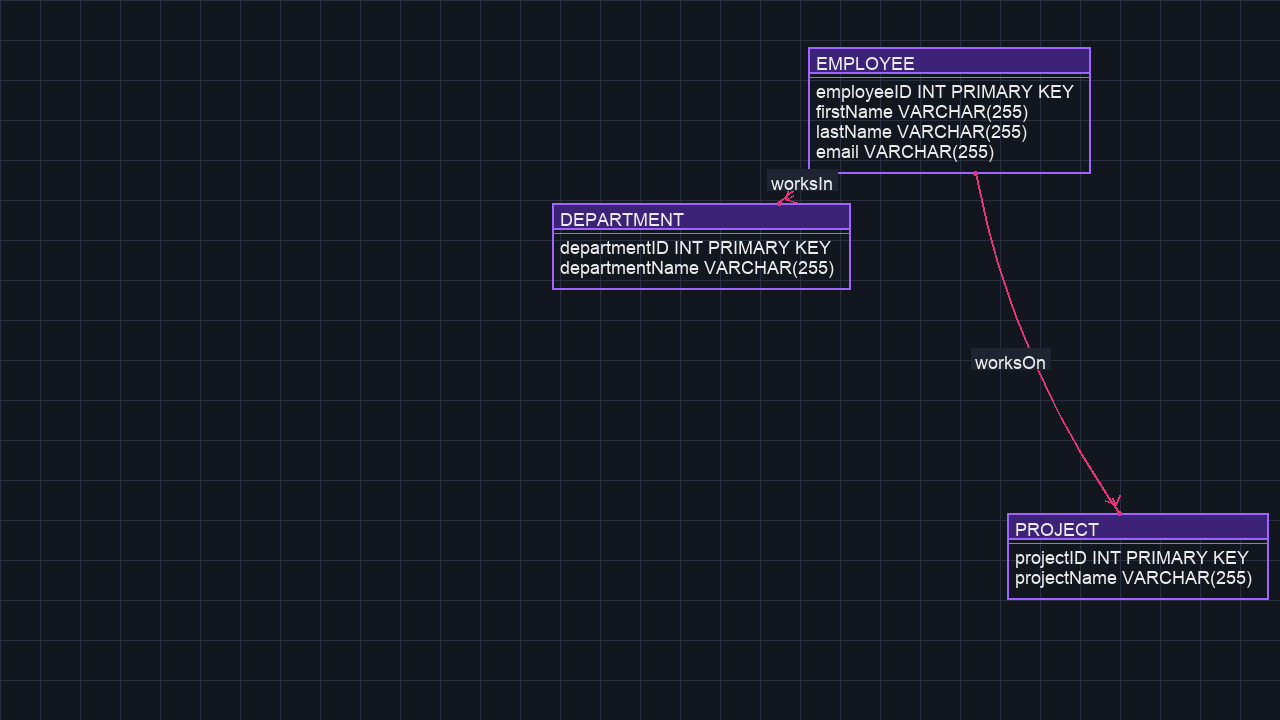 EMPLOYEE
employeeID INT PRIMARY KEY
firstName VARCHAR(255)
lastName VARCHAR(255)
email VARCHAR(255)
worksIn
DEPARTMENT
departmentID INT PRIMARY KEY
departmentName VARCHAR(255)
worksOn
PROJECT
projectID INT PRIMARY KEY
projectName VARCHAR(255)